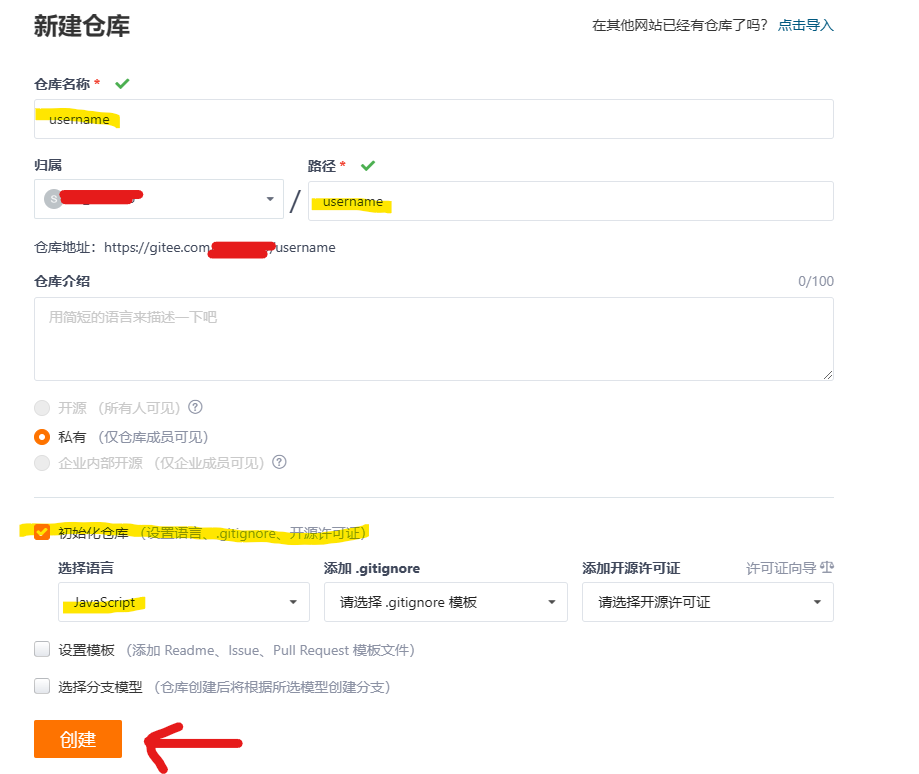 新建仓库
在其他网站已经有仓库了吗？ 点击导入
仓库名称 *
username
归属
路径 *
S
/ username
仓库地址：https://gitee.com /username
仓库介绍
0/100
用简短的语言来描述一下吧
开源 （所有人可见） ?
私有 （仅仓库成员可见）
企业内部开源 （仅企业成员可见） ?
初始化仓库 （设置语言、.gitignore、开源许可证）
选择语言
添加 .gitignore
添加开源许可证
许可证向导
JavaScript
请选择 .gitignore 模板
请选择开源许可证
设置模板 （添加 Readme、Issue、Pull Request 模板文件）
选择分支模型 （仓库创建后将根据所选模型创建分支）
创建